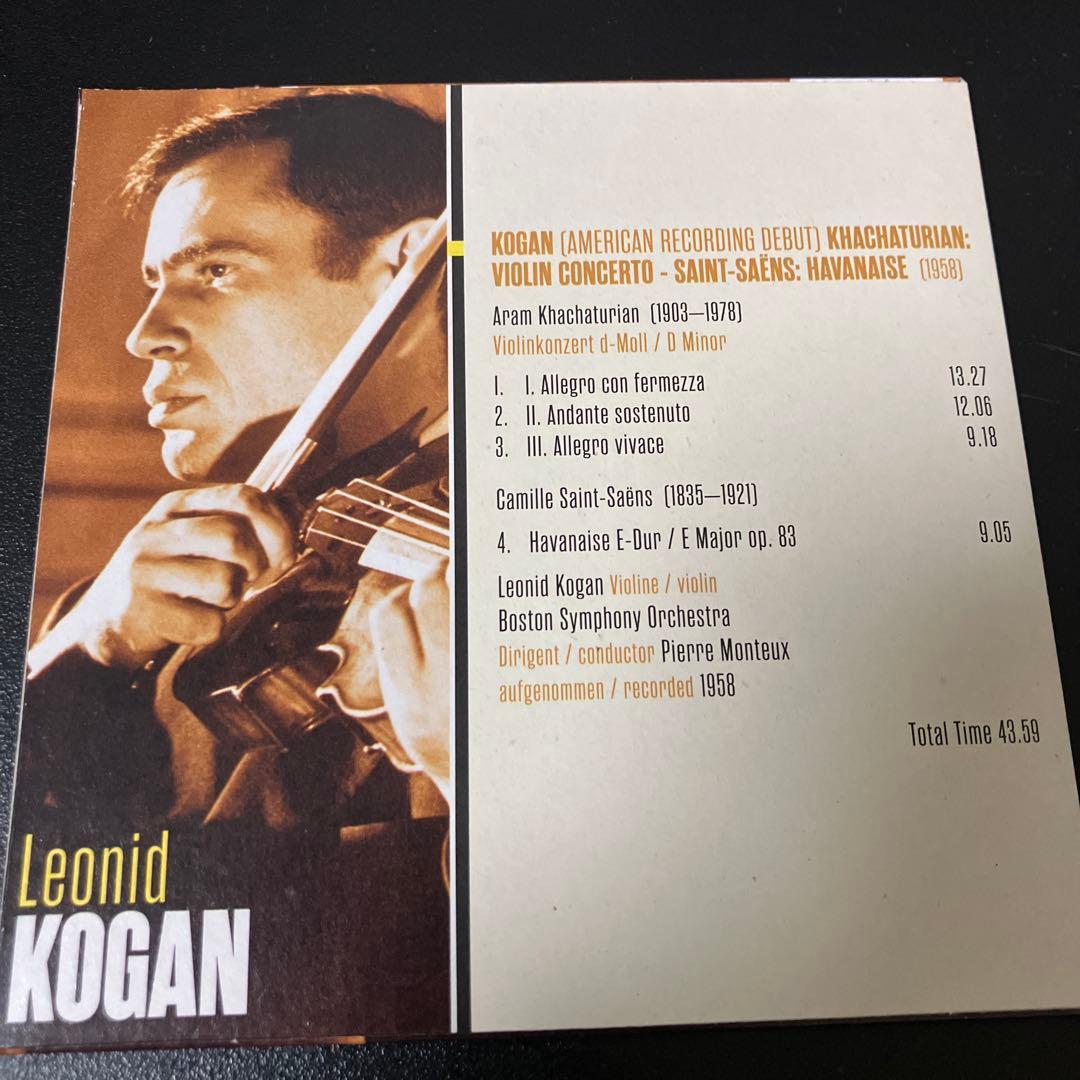 KOGAN (AMERICAN RECORDING DEBUT) KHACHATURIAN:
VIOLIN CONCERTO - SAINT-SAËNS: HAVANAISE (1958)
Aram Khachaturian (1903—1978)
Violinkonzert d-Moll / D Minor
1. I. Allegro con fermezza 13.27
2. II. Andante sostenuto 12.06
3. III. Allegro vivace 9.18
Camille Saint-Saëns (1835—1921)
4. Havanaise E-Dur / E Major op. 83 9.05
Leonid Kogan Violine / violin
Boston Symphony Orchestra
Dirigent / conductor Pierre Monteux
aufgenommen / recorded 1958
Total Time 43.59
Leonid
KOGAN